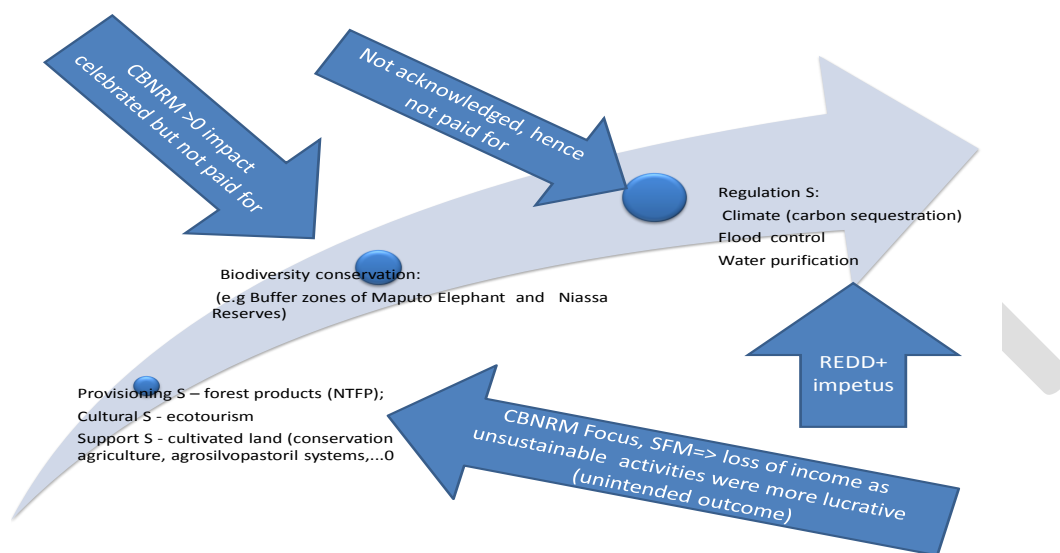 CBNRM >0 impact
celebrated but not paid for
Not acknowledged, hence
not paid for
Regulation S:
Climate (carbon sequestration)
Flood control
Water purification
Biodiversity conservation:
(e.g Buffer zones of Maputo Elephant and Niassa
Reserves)
REDD+
impetus
Provisioning S – forest products (NTFP);
Cultural S - ecotourism
Support S - cultivated land (conservation
agriculture, agrosilvopastoril systems,...0
CBNRM Focus, SFM=> loss of income as
unsustainable activities were more lucrative
(unintended outcome)